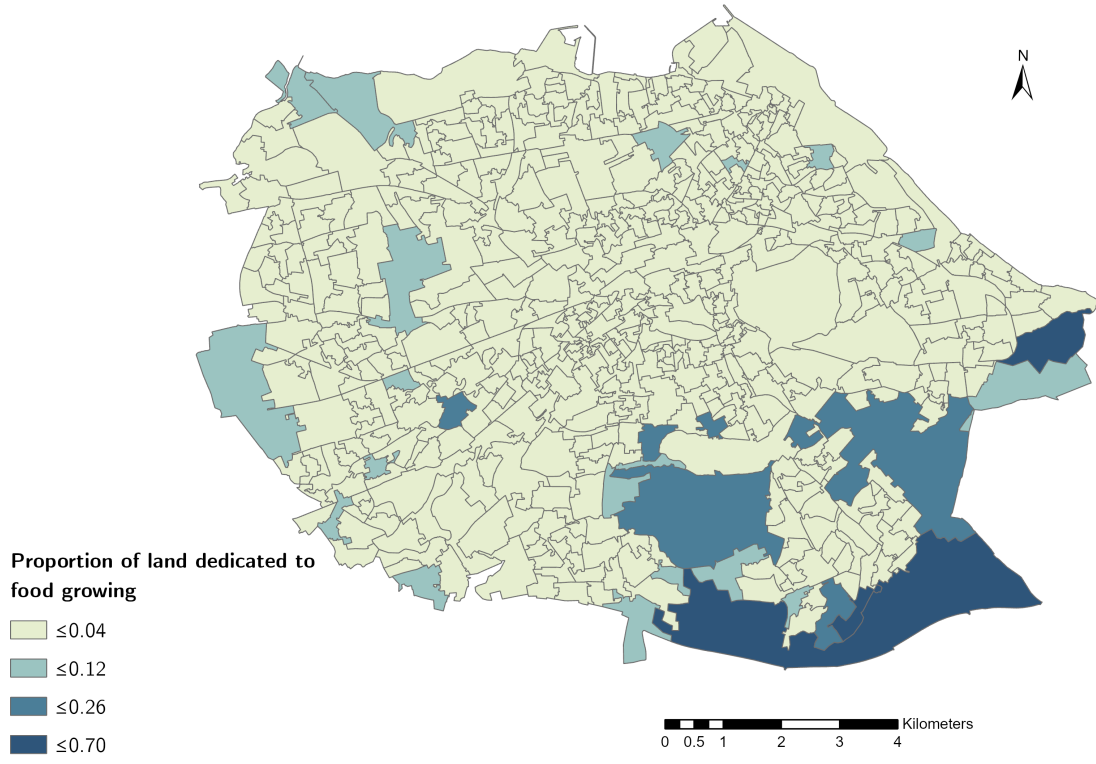 N
Proportion of land dedicated to
food growing
≤0.04
≤0.12
≤0.26
≤0.70
Kilometers
0 0.5 1 2 3 4